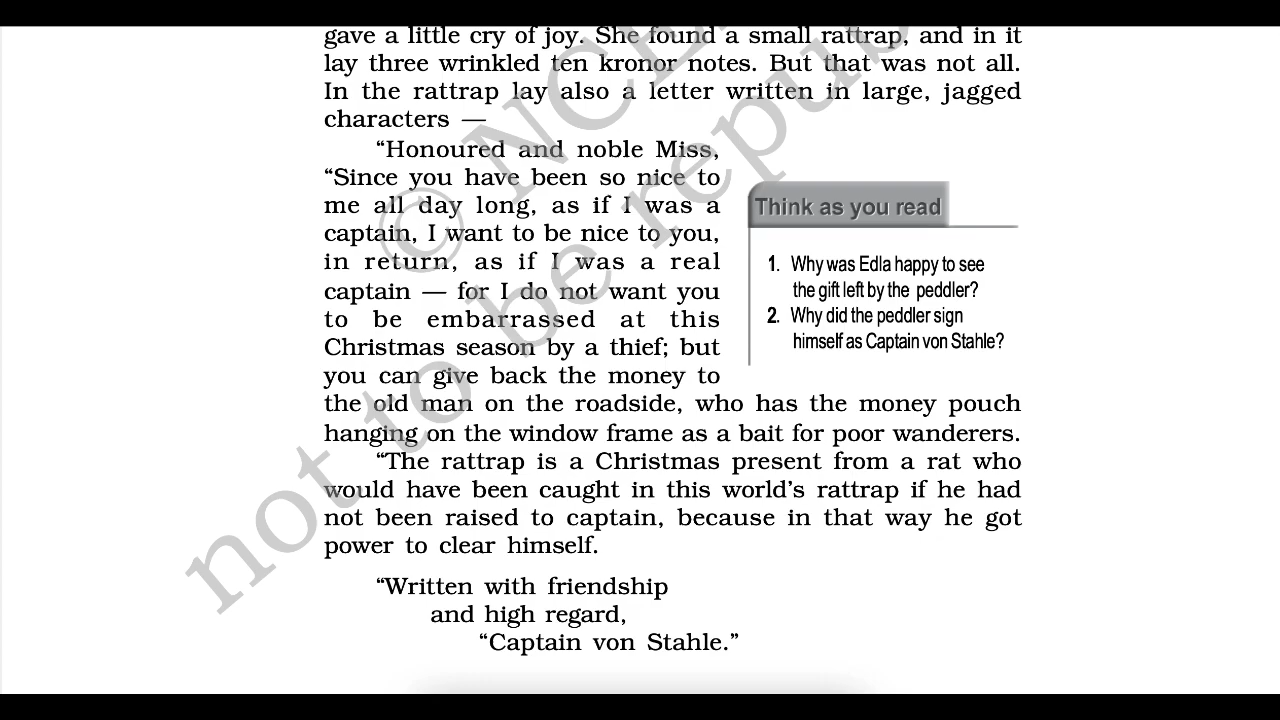 gave a little cry of joy. She found a small rattrap, and in it
lay three wrinkled ten kronor notes. But that was not all.
In the rattrap lay also a letter written in large, jagged
characters —
“Honoured and noble Miss,
“Since you have been so nice to
me all day long, as if I was a
captain, I want to be nice to you,
in return, as if I was a real
captain — for I do not want you
to be embarrassed at this
Christmas season by a thief; but
you can give back the money to
the old man on the roadside, who has the money pouch
hanging on the window frame as a bait for poor wanderers.
“The rattrap is a Christmas present from a rat who
would have been caught in this world’s rattrap if he had
not been raised to captain, because in that way he got
power to clear himself.
“Written with friendship
and high regard,
“Captain von Stahle.”
Think as you read
1. Why was Edla happy to see
the gift left by the peddler?
2. Why did the peddler sign
himself as Captain von Stahle?
© NCE
not to be repub